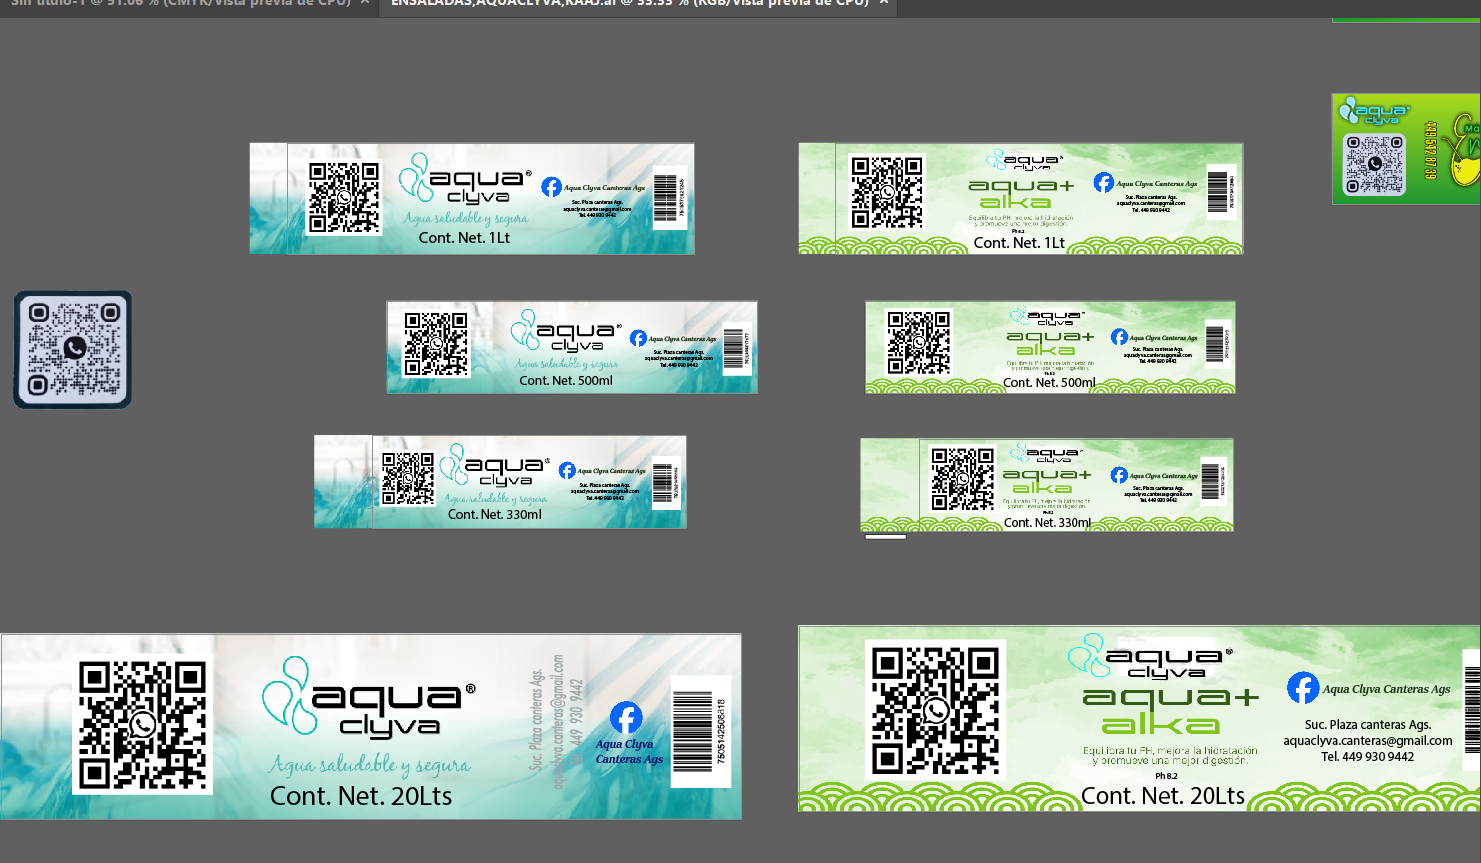 Sin título-1 @ 51.06 % (CMYK/Vista previa de CPU) ×
ENSALADAS,AQUACLYVA,KAAJ.ai @ 33.33 % (RGB/Vista previa de CPU) ×
aqua
clyva
449.542.87.39
aqua®
clyva
Agua saludable y segura
Cont. Net. 1Lt
Aqua Clyva Canteras Ags
Suc. Plaza canteras Ags.
aquaclyva.canteras@gmail.com
Tel. 449 930 9442
aqua®
clyva
aqua+
alka
Equilibra tu PH, mejora la hidratación
y promueve una mejor digestión.
Ph 8.2
Cont. Net. 1Lt
Aqua Clyva Canteras Ags
Suc. Plaza canteras Ags.
aquaclyva.canteras@gmail.com
Tel. 449 930 9442
aqua®
clyva
Agua saludable y segura
Cont. Net. 500ml
Aqua Clyva Canteras Ags
Suc. Plaza canteras Ags.
aquaclyva.canteras@gmail.com
Tel. 449 930 9442
aqua®
clyva
aqua+
alka
Equilibra tu PH, mejora la hidratación
y promueve una mejor digestión.
Ph 8.2
Cont. Net. 500ml
Aqua Clyva Canteras Ags
Suc. Plaza canteras Ags.
aquaclyva.canteras@gmail.com
Tel. 449 930 9442
aqua®
clyva
Agua saludable y segura
Cont. Net. 330ml
Aqua Clyva Canteras Ags
Suc. Plaza canteras Ags.
aquaclyva.canteras@gmail.com
Tel. 449 930 9442
aqua®
clyva
aqua+
alka
Equilibra tu PH, mejora la hidratación
y promueve una mejor digestión.
Ph 8.2
Cont. Net. 330ml
Aqua Clyva Canteras Ags
Suc. Plaza canteras Ags.
aquaclyva.canteras@gmail.com
Tel. 449 930 9442
aqua®
clyva
Agua saludable y segura
Cont. Net. 20Lts
Suc. Plaza canteras Ags.
aquaclyva.canteras@gmail.com
449 930 9442
Aqua Clyva
Canteras Ags
7505142506818
aqua®
clyva
aqua+
alka
Equilibra tu PH, mejora la hidratación
y promueve una mejor digestión.
Ph 8.2
Cont. Net. 20Lts
Aqua Clyva Canteras Ags
Suc. Plaza canteras Ags.
aquaclyva.canteras@gmail.com
Tel. 449 930 9442